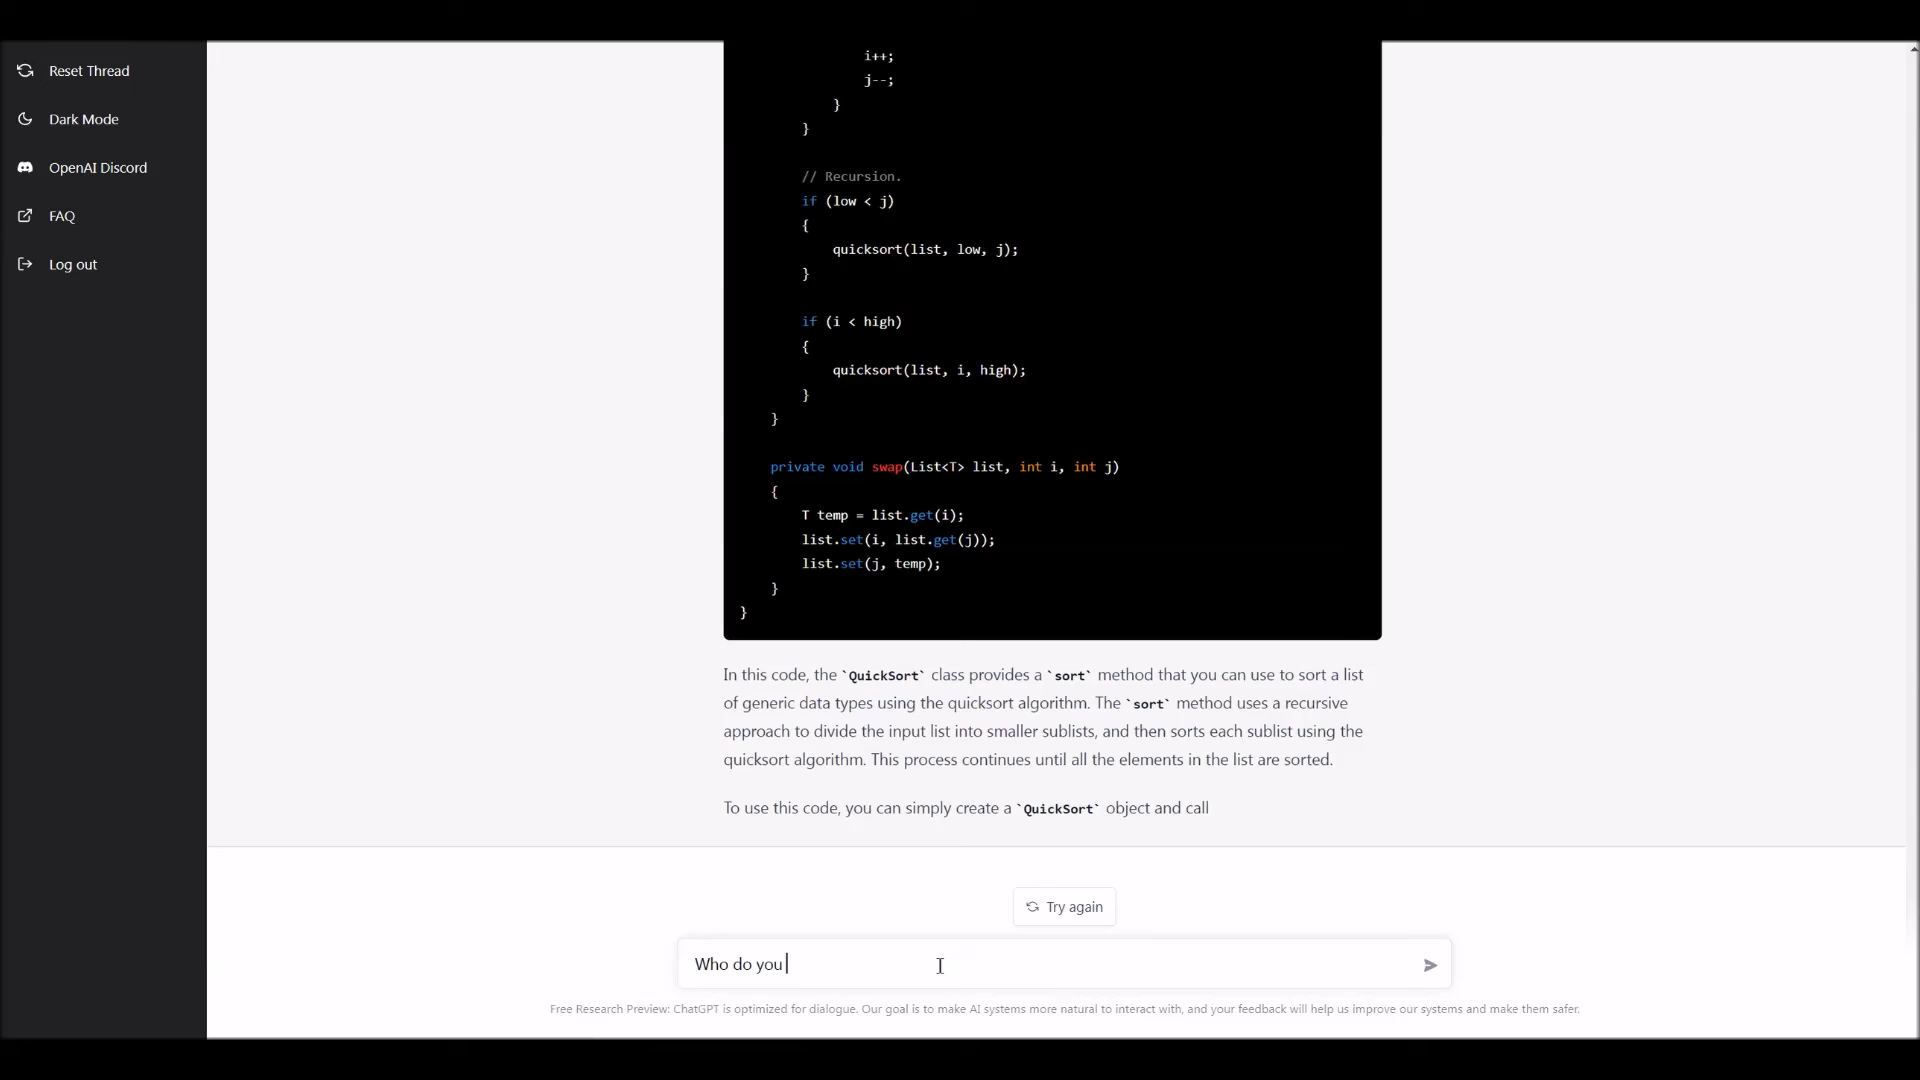 Reset Thread
Dark Mode
OpenAI Discord
FAQ
Log out
i++;
j--;
}
}
// Recursion.
if (low < j)
{
quicksort(list, low, j);
}
if (i < high)
{
quicksort(list, i, high);
}
}
private void swap(List<T> list, int i, int j)
{
T temp = list.get(i);
list.set(i, list.get(j));
list.set(j, temp);
}
}
In this code, the `QuickSort` class provides a `sort` method that you can use to sort a list
of generic data types using the quicksort algorithm. The `sort` method uses a recursive
approach to divide the input list into smaller sublists, and then sorts each sublist using the
quicksort algorithm. This process continues until all the elements in the list are sorted.
To use this code, you can simply create a `QuickSort` object and call
Try again
Who do you
Free Research Preview: ChatGPT is optimized for dialogue. Our goal is to make AI systems more natural to interact with, and your feedback will help us improve our systems and make them safer.